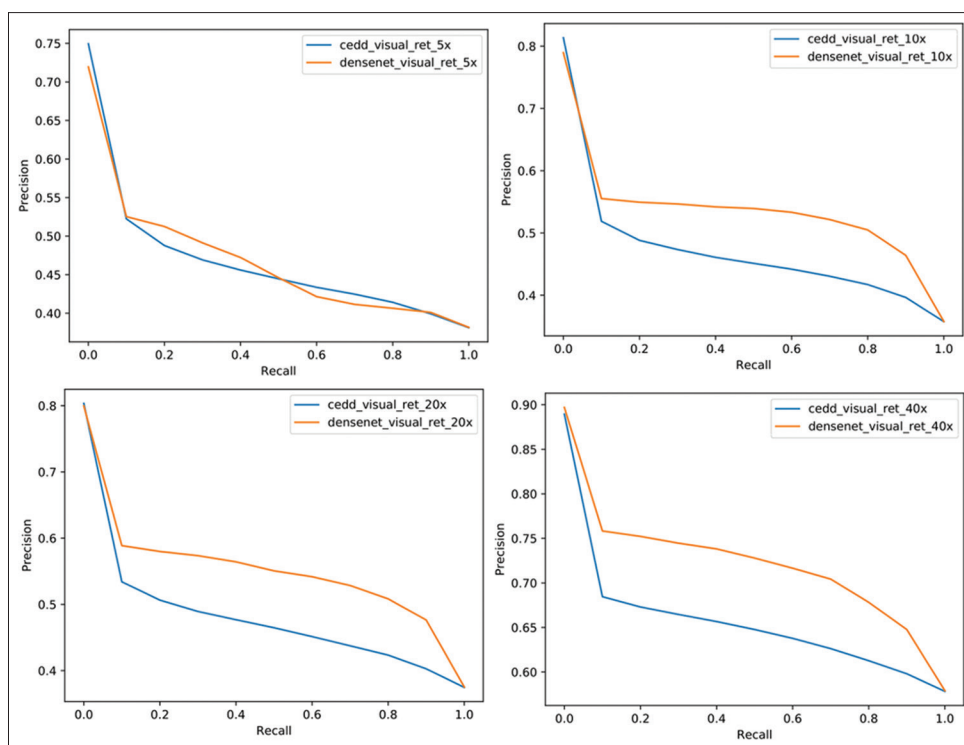 cedd_visual_ret_5x
densenet_visual_ret_5x
0.75
0.70
0.65
0.60
0.55
0.50
0.45
0.40
Precision
0.0 0.2 0.4 0.6 0.8 1.0
Recall
cedd_visual_ret_10x
densenet_visual_ret_10x
0.8
0.7
0.6
0.5
0.4
Precision
0.0 0.2 0.4 0.6 0.8 1.0
Recall
cedd_visual_ret_20x
densenet_visual_ret_20x
0.8
0.7
0.6
0.5
0.4
Precision
0.0 0.2 0.4 0.6 0.8 1.0
Recall
cedd_visual_ret_40x
densenet_visual_ret_40x
0.90
0.85
0.80
0.75
0.70
0.65
0.60
Precision
0.0 0.2 0.4 0.6 0.8 1.0
Recall